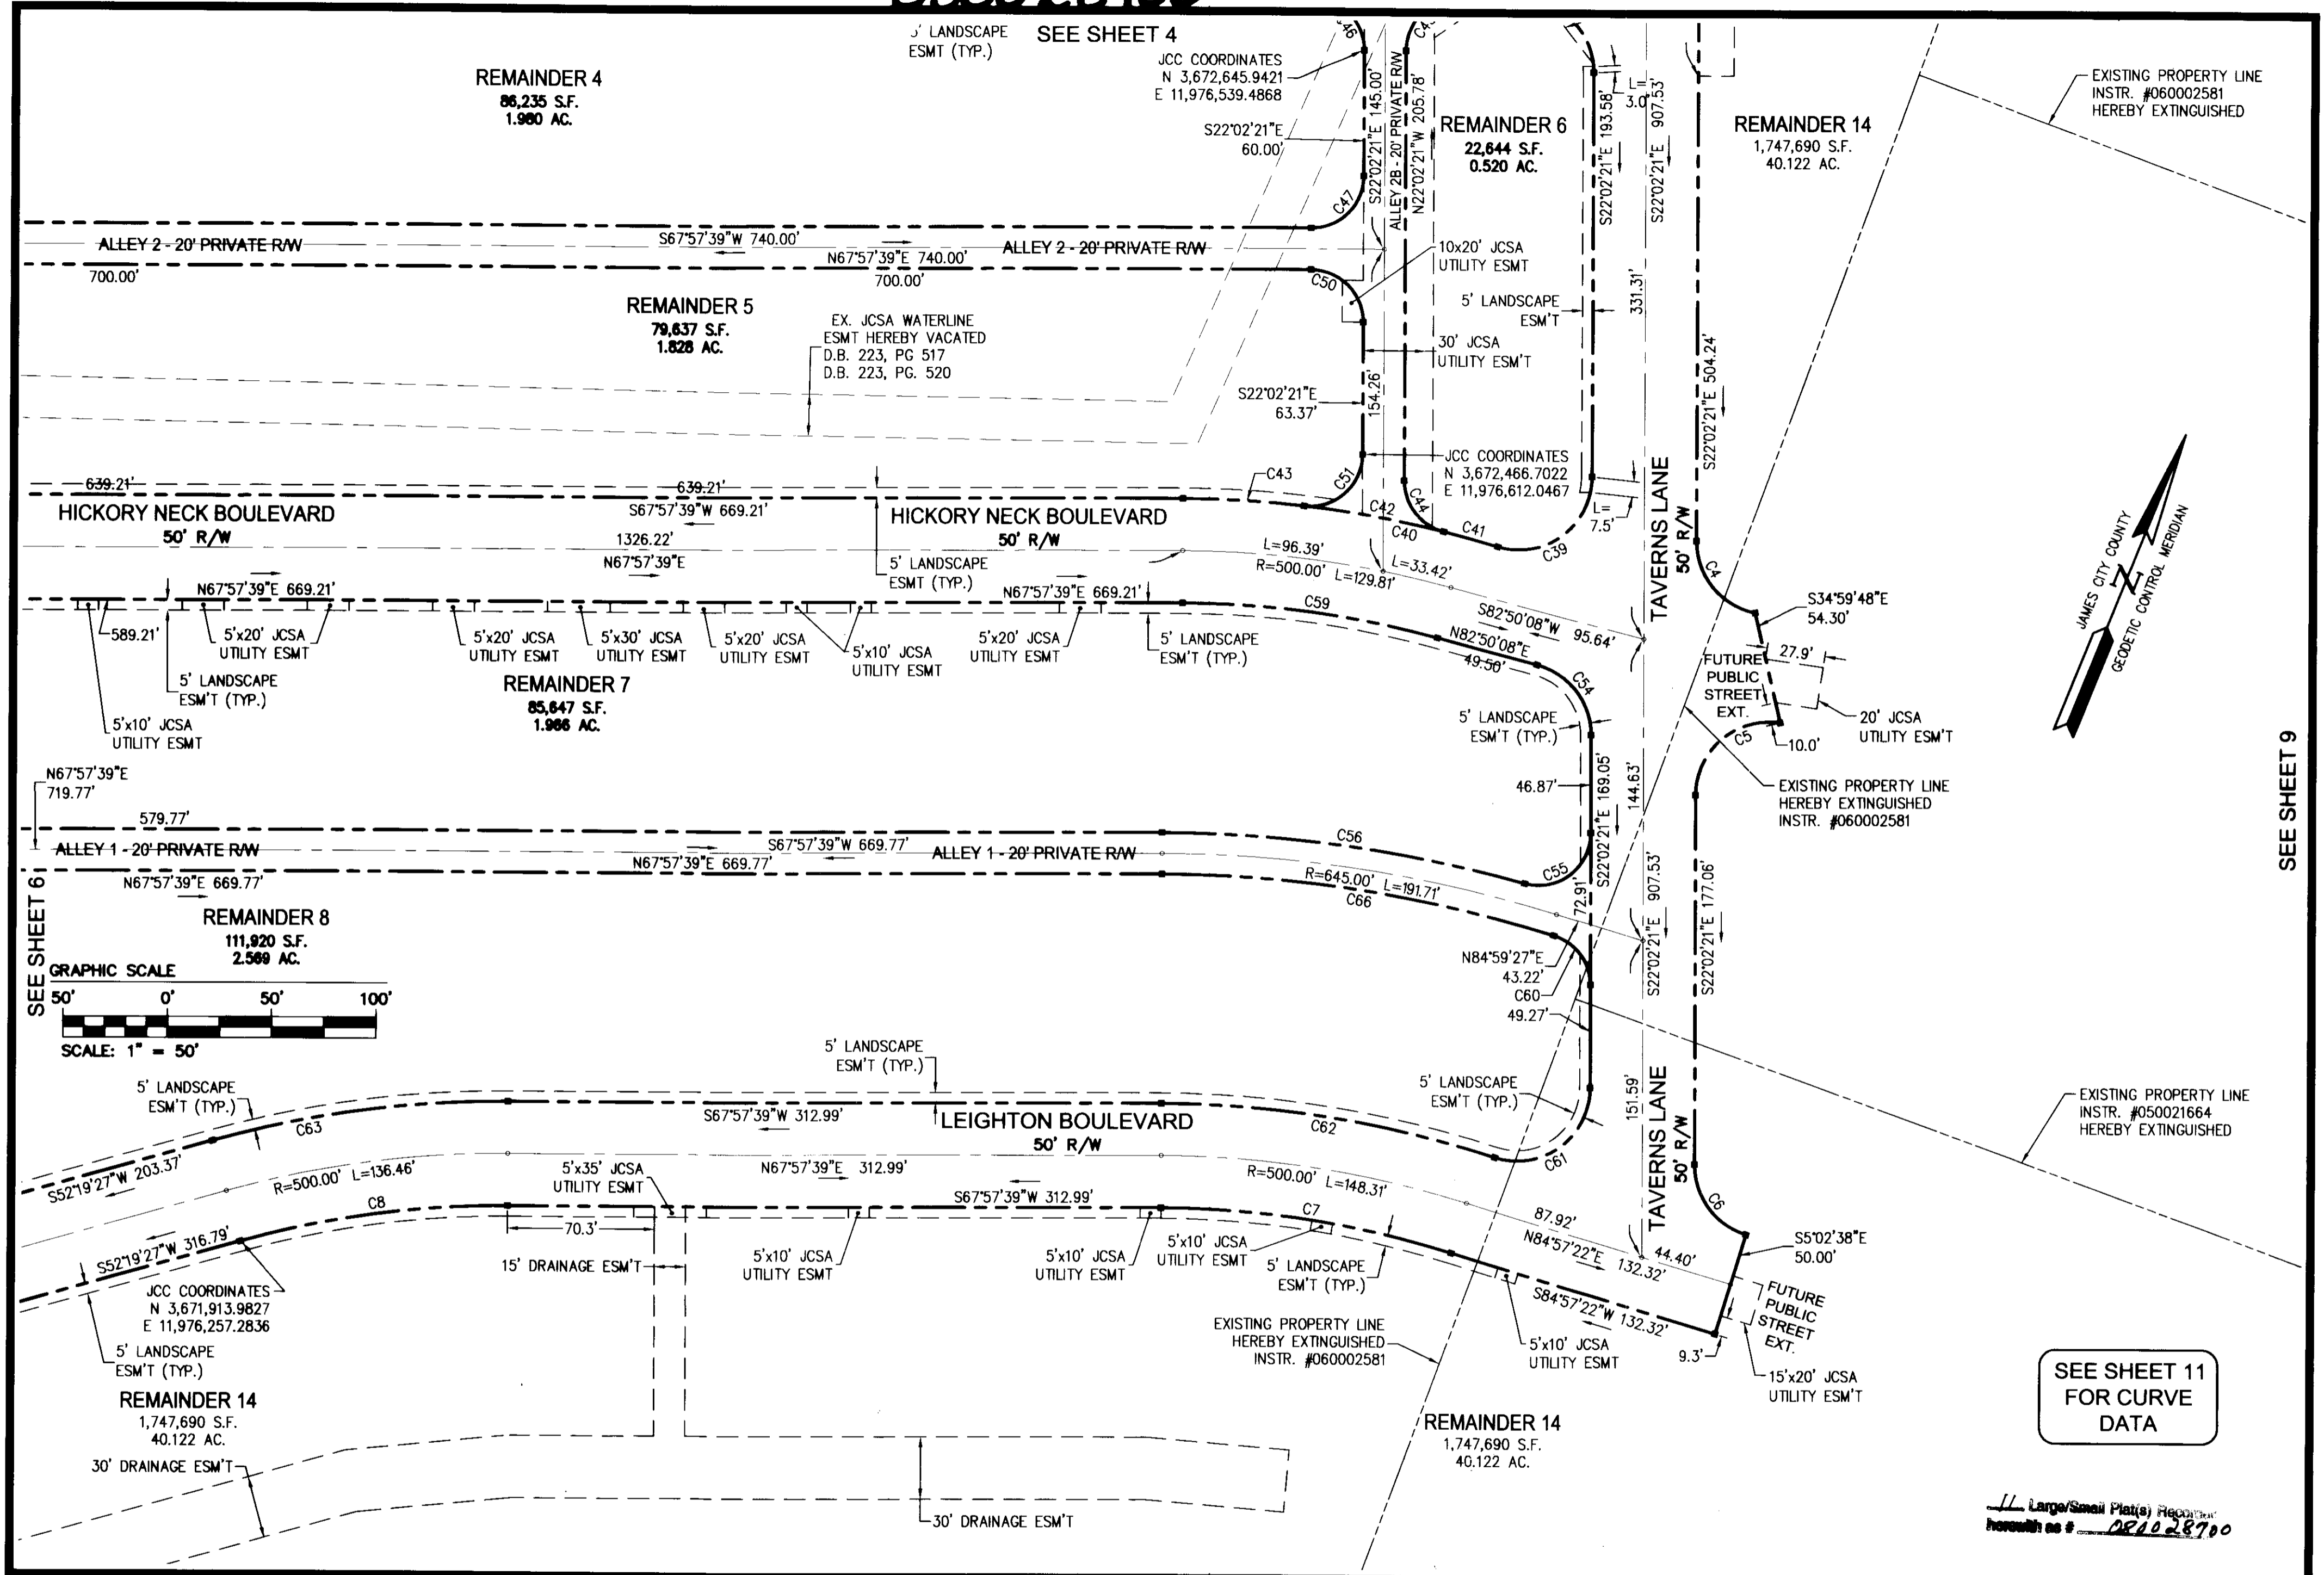 5' LANDSCAPE
ESMT (TYP.)
SEE SHEET 4
C46
REMAINDER 4
86,235 S.F.
1.980 AC.
JCC COORDINATES
N 3,672,645.9421
E 11,976,539.4868
S22°02'21"E
60.00'
S22°02'21"E 145.00'
ALLEY 2B - 20' PRIVATE R/W
N22°02'21"W 205.78'
REMAINDER 6
22,644 S.F.
0.520 AC.
S22°02'21"E 193.58'
L=
3.0'
S22°02'21"E 907.53'
REMAINDER 14
1,747,690 S.F.
40.122 AC.
EXISTING PROPERTY LINE
INSTR. #060002581
HEREBY EXTINGUISHED
C47
ALLEY 2 - 20' PRIVATE R/W
S67°57'39"W 740.00'
ALLEY 2 - 20' PRIVATE R/W
N67°57'39"E 740.00'
700.00'
700.00'
C50
10x20' JCSA
UTILITY ESMT
5' LANDSCAPE
ESM'T
331.31'
REMAINDER 5
79,637 S.F.
1.828 AC.
EX. JCSA WATERLINE
ESMT HEREBY VACATED
D.B. 223, PG 517
D.B. 223, PG. 520
30' JCSA
UTILITY ESM'T
S22°02'21"E
63.37'
154.26'
S22°02'21"E 504.24'
JCC COORDINATES
N 3,672,466.7022
E 11,976,612.0467
TAVERNS LANE
50' R/W
639.21'
639.21'
C43
C51
C44
C42
C40
C41
C39
L=
7.5'
HICKORY NECK BOULEVARD
50' R/W
S67°57'39"W 669.21'
HICKORY NECK BOULEVARD
50' R/W
1326.22'
N67°57'39"E
5' LANDSCAPE
ESMT (TYP.)
L=96.39'
R=500.00' L=129.81'
L=33.42'
C4
JAMES CITY COUNTY
GEODETIC CONTROL MERIDIAN
N
N67°57'39"E 669.21'
N67°57'39"E 669.21'
C59
S82°50'08"W 95.64'
N82°50'08"E
49.50'
S34°59'48"E
54.30'
589.21'
5'x20' JCSA
UTILITY ESMT
5'x20' JCSA
UTILITY ESMT
5'x30' JCSA
UTILITY ESMT
5'x20' JCSA
UTILITY ESMT
5'x10' JCSA
UTILITY ESMT
5'x20' JCSA
UTILITY ESMT
5' LANDSCAPE
ESM'T (TYP.)
C54
FUTURE
PUBLIC
STREET
EXT.
27.9'
5' LANDSCAPE
ESM'T (TYP.)
5'x10' JCSA
UTILITY ESMT
REMAINDER 7
85,647 S.F.
1.966 AC.
5' LANDSCAPE
ESM'T (TYP.)
20' JCSA
UTILITY ESM'T
C5
10.0'
SEE SHEET 9
N67°57'39"E
719.77'
46.87'
S22°02'21"E 169.05'
144.63'
EXISTING PROPERTY LINE
HEREBY EXTINGUISHED
INSTR. #060002581
579.77'
C56
ALLEY 1 - 20' PRIVATE R/W
S67°57'39"W 669.77'
ALLEY 1 - 20' PRIVATE R/W
N67°57'39"E 669.77'
N67°57'39"E 669.77'
R=645.00' L=191.71'
C55
C66
72.91'
S22°02'21"E 907.53'
S22°02'21"E 177.06'
SEE SHEET 6
REMAINDER 8
111,920 S.F.
2.569 AC.
N84°59'27"E
43.22'
C60
49.27'
GRAPHIC SCALE
50' 0' 50' 100'
SCALE: 1" = 50'
5' LANDSCAPE
ESM'T (TYP.)
5' LANDSCAPE
ESM'T (TYP.)
5' LANDSCAPE
ESM'T (TYP.)
151.59'
TAVERNS LANE
50' R/W
EXISTING PROPERTY LINE
INSTR. #050021664
HEREBY EXTINGUISHED
C63
S67°57'39"W 312.99'
LEIGHTON BOULEVARD
50' R/W
C62
C61
S52°19'27"W 203.37'
R=500.00' L=136.46'
5'x35' JCSA
UTILITY ESMT
N67°57'39"E 312.99'
R=500.00' L=148.31'
C8
S67°57'39"W 312.99'
C7
87.92'
N84°57'22"E
132.32'
44.40'
C6
S5°02'38"E
50.00'
70.3'
S52°19'27"W 316.79'
15' DRAINAGE ESM'T
5'x10' JCSA
UTILITY ESMT
5'x10' JCSA
UTILITY ESMT
5'x10' JCSA
UTILITY ESMT
5' LANDSCAPE
ESM'T (TYP.)
S84°57'22"W 132.32'
FUTURE
PUBLIC
STREET
EXT.
JCC COORDINATES
N 3,671,913.9827
E 11,976,257.2836
5' LANDSCAPE
ESM'T (TYP.)
EXISTING PROPERTY LINE
HEREBY EXTINGUISHED
INSTR. #060002581
5'x10' JCSA
UTILITY ESMT
9.3'
15'x20' JCSA
UTILITY ESM'T
SEE SHEET 11
FOR CURVE
DATA
REMAINDER 14
1,747,690 S.F.
40.122 AC.
REMAINDER 14
1,747,690 S.F.
40.122 AC.
30' DRAINAGE ESM'T
30' DRAINAGE ESM'T
11 Large/Small Plat(s) Recorded
herewith as # 080028700